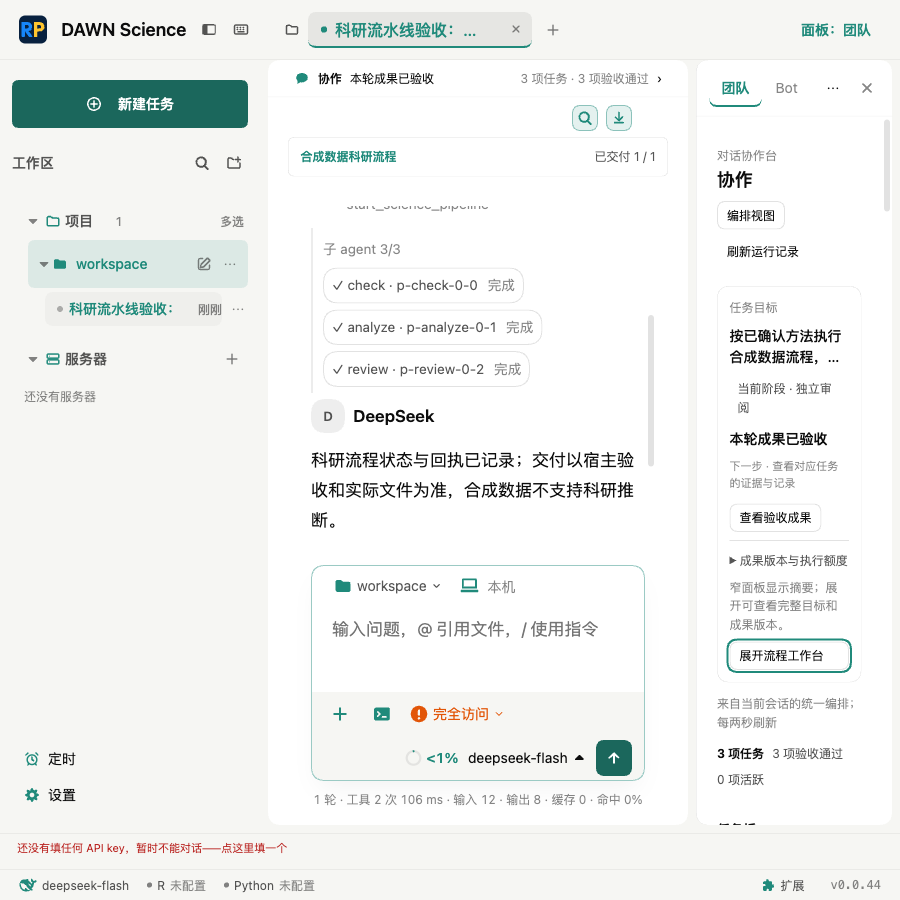 RP DAWN Science
科研流水线验收：...
面板：团队
新建任务
工作区
项目 1 多选
workspace
科研流水线验收： 刚刚
服务器
还没有服务器
定时
设置
协作 本轮成果已验收 3 项任务 · 3 项验收通过
合成数据科研流程 已交付 1 / 1
start_science_pipeline
子 agent 3/3
check · p-check-0-0 完成
analyze · p-analyze-0-1 完成
review · p-review-0-2 完成
D DeepSeek
科研流程状态与回执已记录；交付以宿主验
收和实际文件为准，合成数据不支持科研推
断。
workspace 本机
输入问题，@ 引用文件，/ 使用指令
完全访问
<1% deepseek-flash
1 轮 · 工具 2 次 106 ms · 输入 12 · 输出 8 · 缓存 0 · 命中 0%
团队 Bot ...
对话协作台
协作
编排视图
刷新运行记录
任务目标
按已确认方法执行
合成数据流程，...
当前阶段 · 独立审
阅
本轮成果已验收
下一步 · 查看对应任务
的证据与记录
查看验收成果
成果版本与执行额度
窄面板显示摘要；展
开可查看完整目标和
成果版本。
展开流程工作台
来自当前会话的统一编排；
每两秒刷新
3 项任务 3 项验收通过
0 项活跃
还没有填任何 API key，暂时不能对话——点这里填一个
deepseek-flash R 未配置 Python 未配置
扩展 v0.0.44